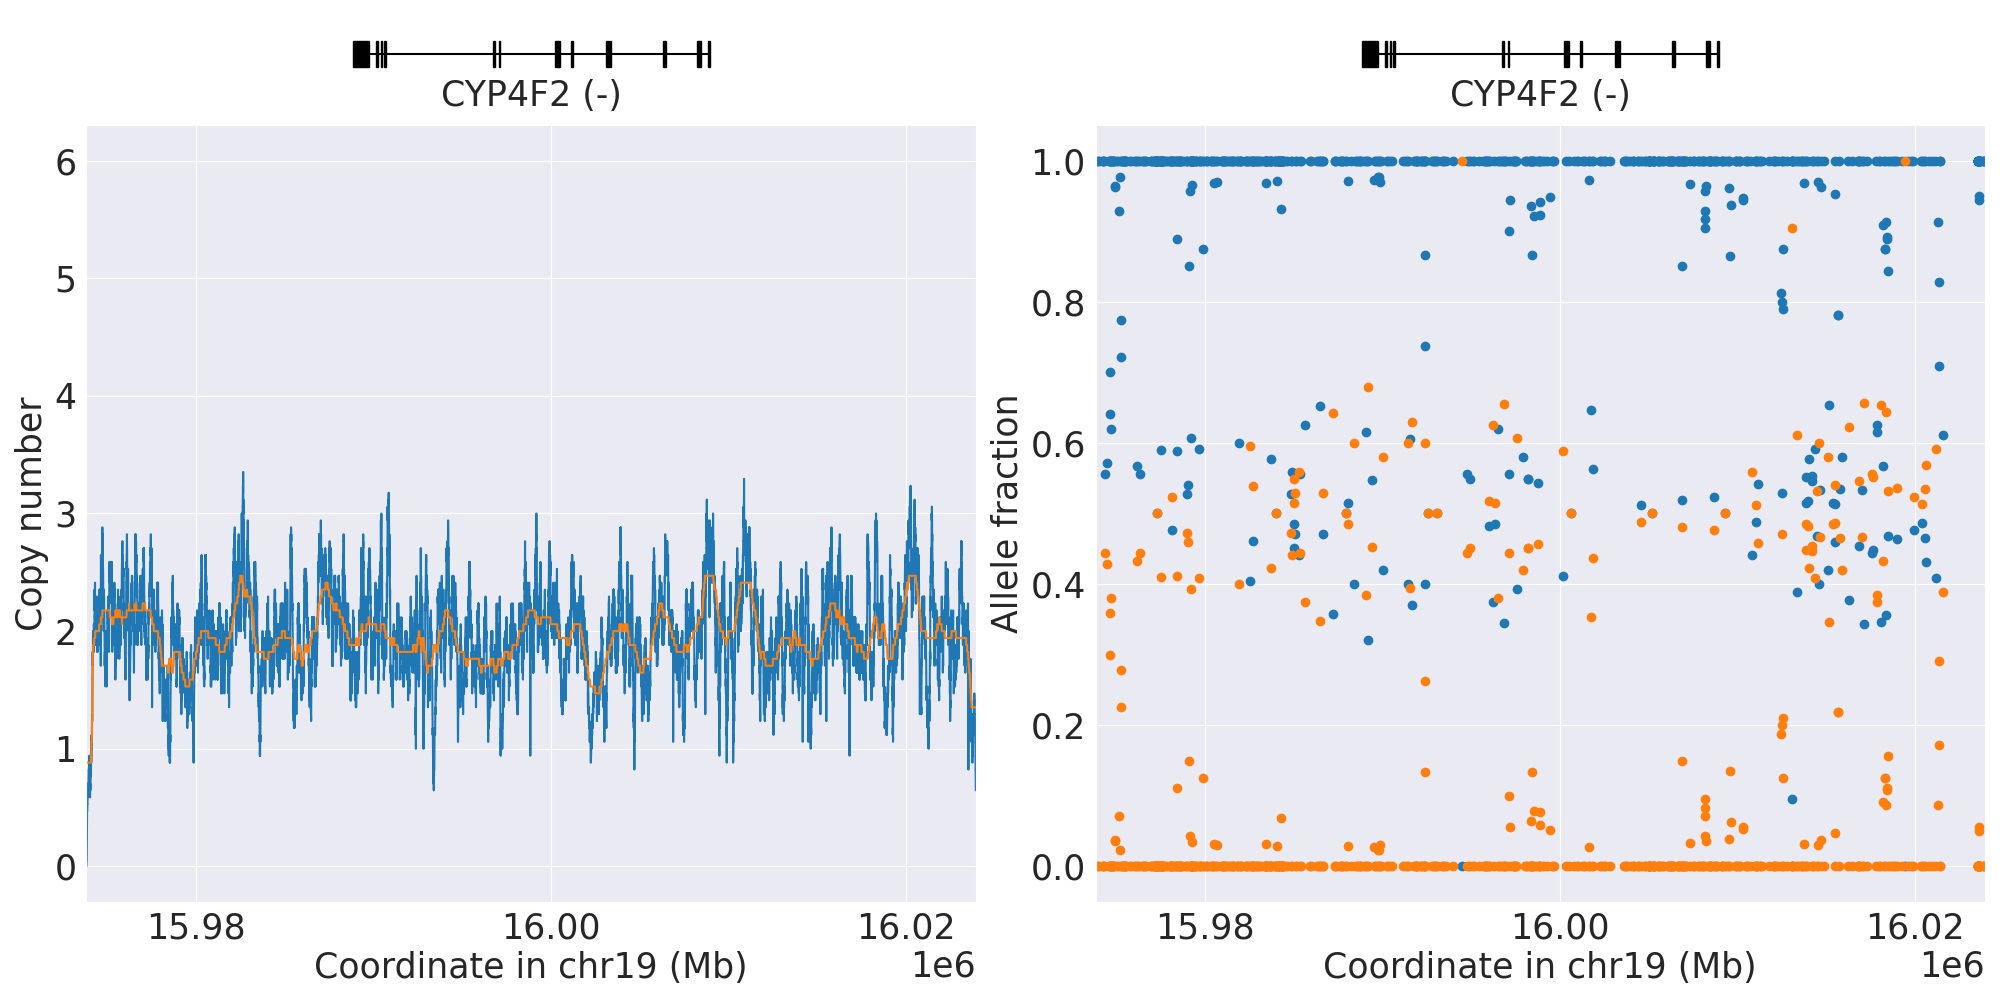 CYP4F2 (-)
6
5
4
3
2
1
0
Copy number
15.98
16.00
16.02
Coordinate in chr19 (Mb)
1e6
CYP4F2 (-)
1.0
0.8
0.6
0.4
0.2
0.0
Allele fraction
15.98
16.00
16.02
Coordinate in chr19 (Mb)
1e6